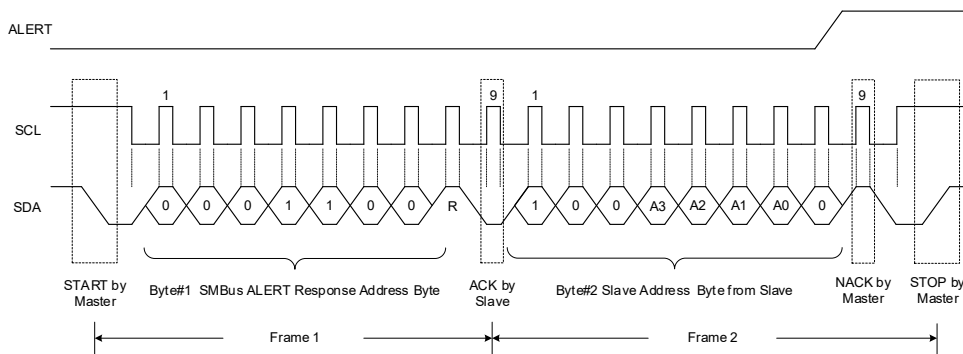 ALERT
1 9 1 9
SCL
SDA
0 0 0 1 1 0 0 R 1 0 0 A3 A2 A1 A0 0
START by Master
Byte#1 SMBus ALERT Response Address Byte
ACK by Slave
Byte#2 Slave Address Byte from Slave
NACK by Master
STOP by Master
Frame 1
Frame 2